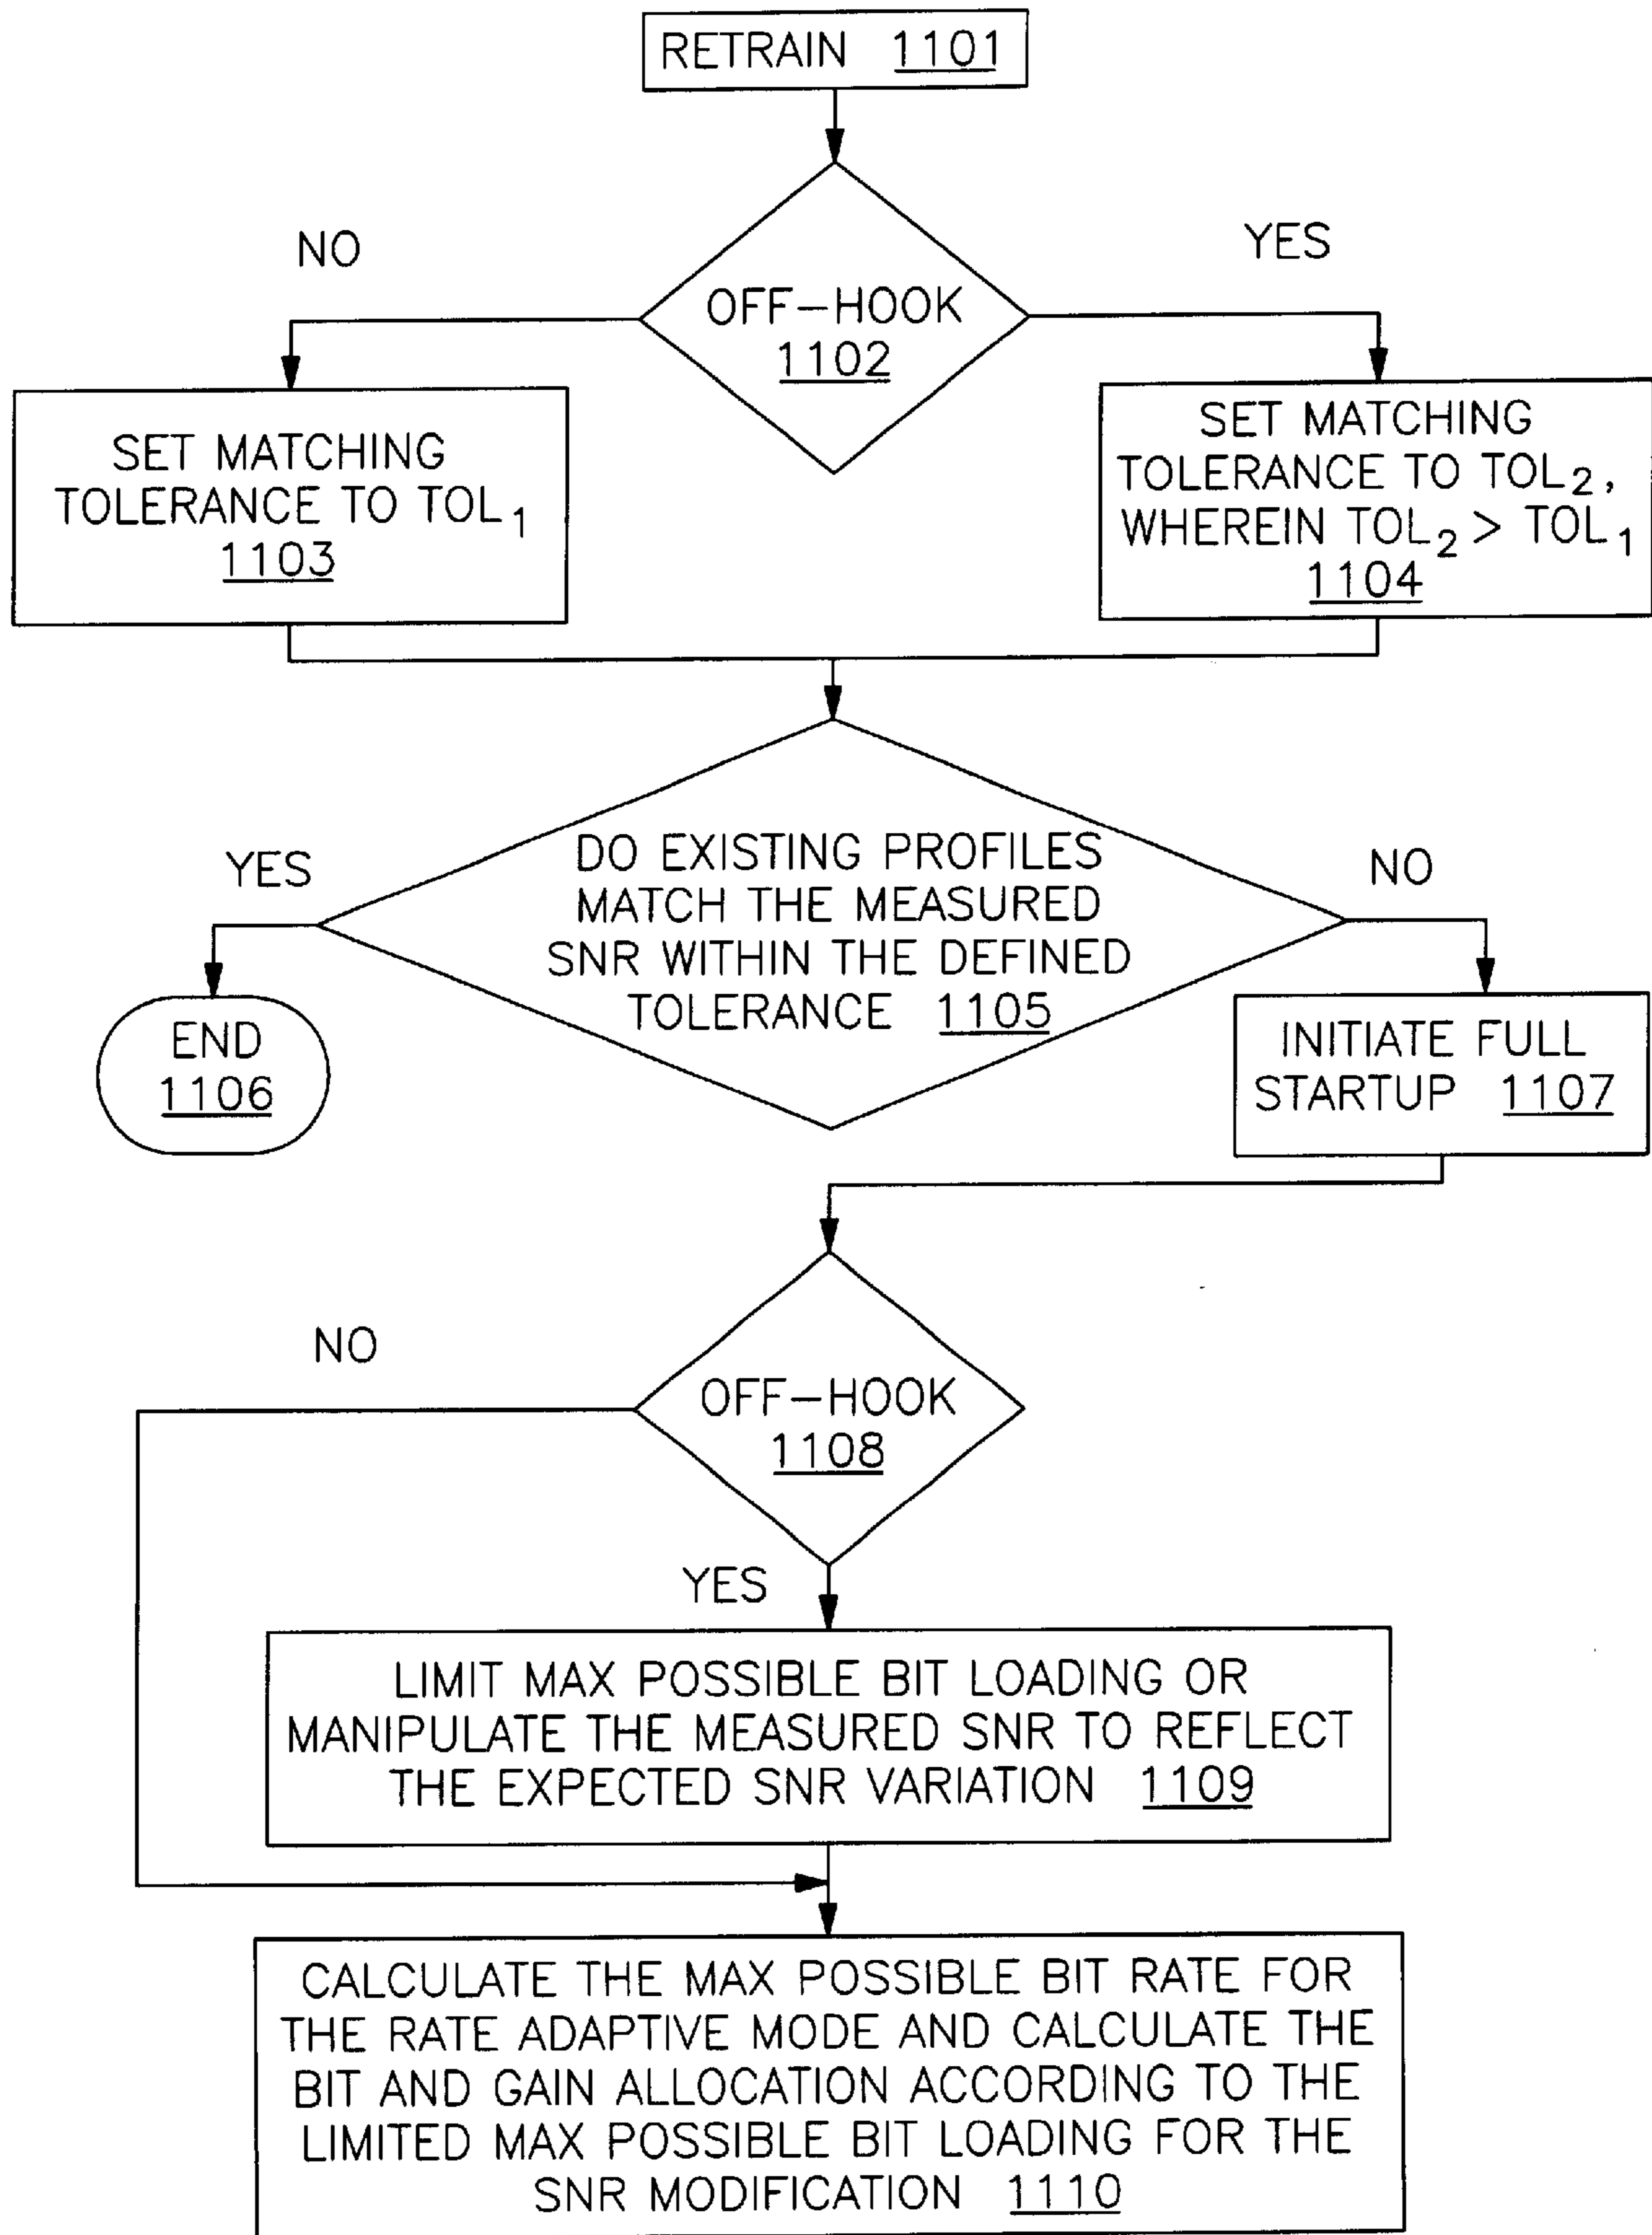 RETRAIN 1101
NO
YES
OFF-HOOK
1102
SET MATCHING
TOLERANCE TO TOL₁
1103
SET MATCHING
TOLERANCE TO TOL₂,
WHEREIN TOL₂ > TOL₁
1104
YES
NO
DO EXISTING PROFILES
MATCH THE MEASURED
SNR WITHIN THE DEFINED
TOLERANCE 1105
END
1106
INITIATE FULL
STARTUP 1107
NO
OFF-HOOK
1108
YES
LIMIT MAX POSSIBLE BIT LOADING OR
MANIPULATE THE MEASURED SNR TO REFLECT
THE EXPECTED SNR VARIATION 1109
CALCULATE THE MAX POSSIBLE BIT RATE FOR
THE RATE ADAPTIVE MODE AND CALCULATE THE
BIT AND GAIN ALLOCATION ACCORDING TO THE
LIMITED MAX POSSIBLE BIT LOADING FOR THE
SNR MODIFICATION 1110